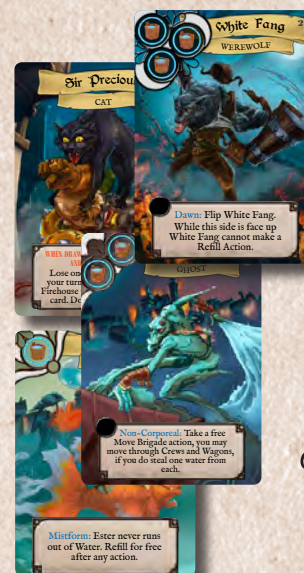 White Fang
2
WEREWOLF
Dawn: Flip White Fang.
While this side is face up
White Fang cannot make a
Refill Action.
Sir
CAT
WHEN
Lose
your turn
Firehouse
card.
GHOST
Non-Corporeal: Take a free
Move Brigade action, you may
move through Crews and Wagons,
if you do steal one water from
each.
Mistform: Ester never runs
out of Water. Refill for free
after any action.